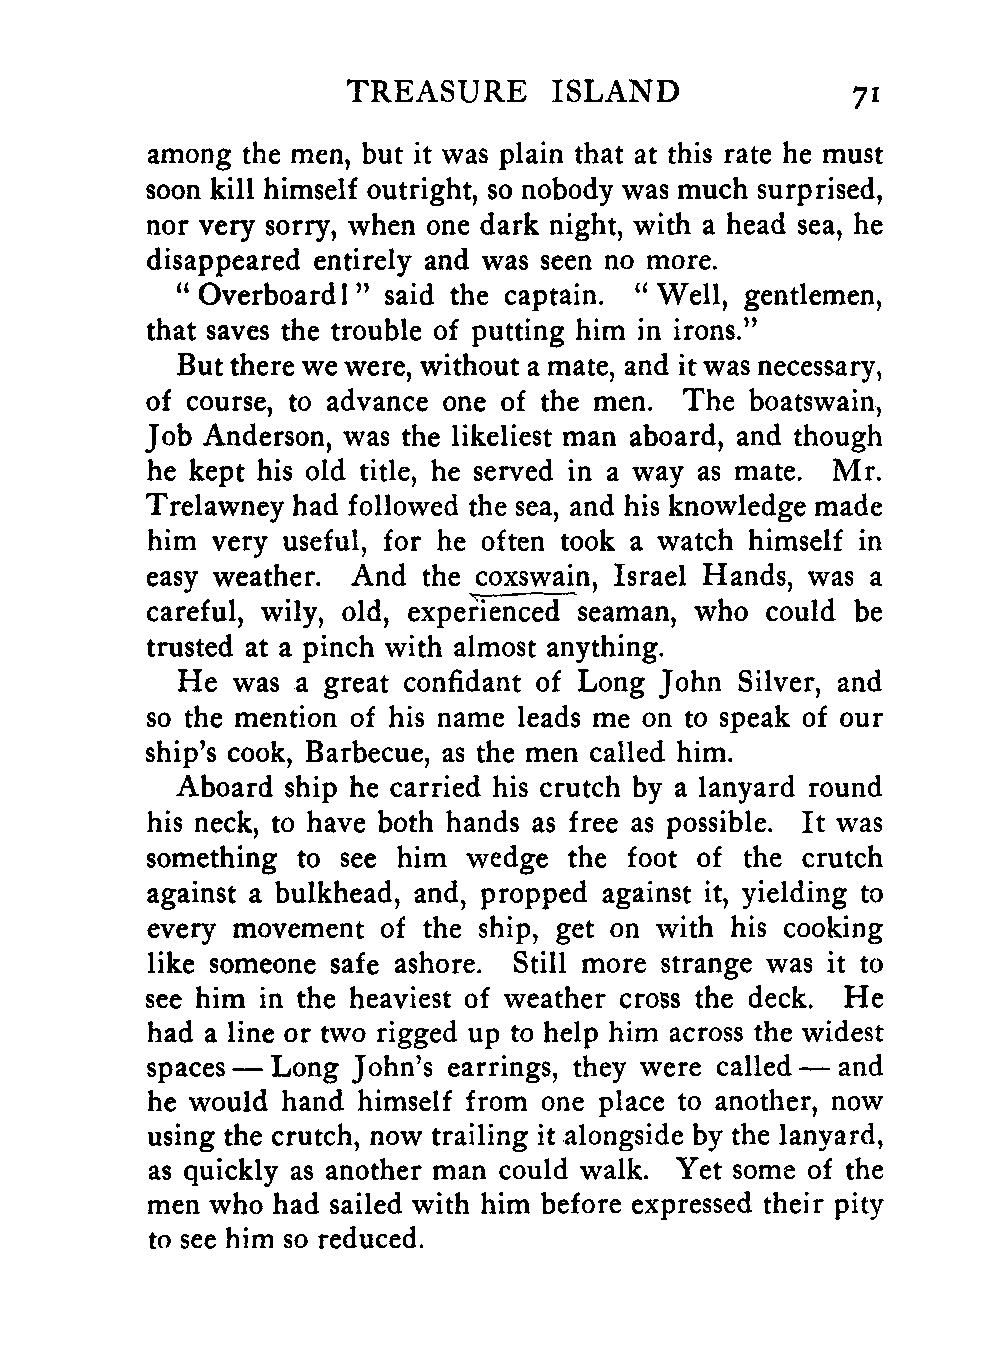 TREASURE ISLAND 71
among the men, but it was plain that at this rate he must
soon kill himself outright, so nobody was much surprised,
nor very sorry, when one dark night, with a head sea, he
disappeared entirely and was seen no more.
“Overboard!” said the captain. “Well, gentlemen,
that saves the trouble of putting him in irons.”
But there we were, without a mate, and it was necessary,
of course, to advance one of the men. The boatswain,
Job Anderson, was the likeliest man aboard, and though
he kept his old title, he served in a way as mate. Mr.
Trelawney had followed the sea, and his knowledge made
him very useful, for he often took a watch himself in
easy weather. And the coxswain, Israel Hands, was a
careful, wily, old, experienced seaman, who could be
trusted at a pinch with almost anything.
He was a great confidant of Long John Silver, and
so the mention of his name leads me on to speak of our
ship’s cook, Barbecue, as the men called him.
Aboard ship he carried his crutch by a lanyard round
his neck, to have both hands as free as possible. It was
something to see him wedge the foot of the crutch
against a bulkhead, and, propped against it, yielding to
every movement of the ship, get on with his cooking
like someone safe ashore. Still more strange was it to
see him in the heaviest of weather cross the deck. He
had a line or two rigged up to help him across the widest
spaces — Long John’s earrings, they were called — and
he would hand himself from one place to another, now
using the crutch, now trailing it alongside by the lanyard,
as quickly as another man could walk. Yet some of the
men who had sailed with him before expressed their pity
to see him so reduced.